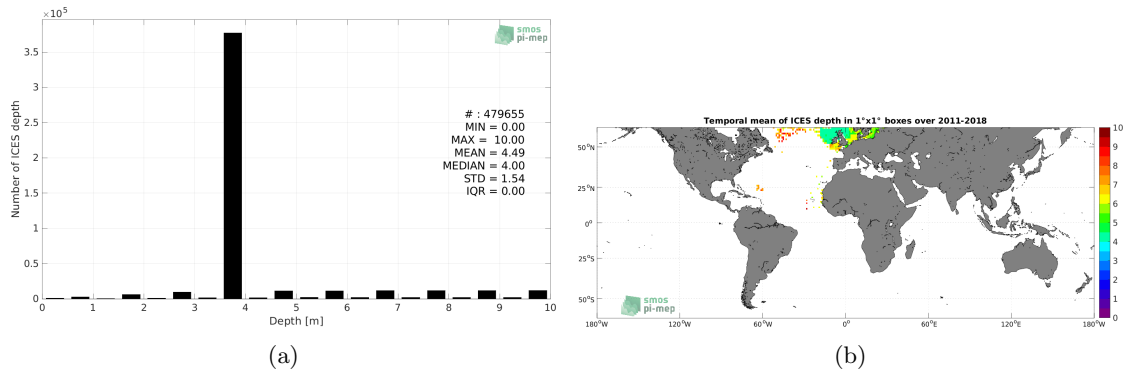 ×10⁵
smos
pi-mep
3.5
3
2.5
2
1.5
1
0.5
0
Number of ICES depth
# : 479655
MIN = 0.00
MAX = 10.00
MEAN = 4.49
MEDIAN = 4.00
STD = 1.54
IQR = 0.00
0 1 2 3 4 5 6 7 8 9 10
Depth [m]
(a)
Temporal mean of ICES depth in 1°x1° boxes over 2011-2018
50°N
25°N
0°
25°S
50°S
180°W 120°W 60°W 0° 60°E 120°E 180°W
smos
pi-mep
10
9
8
7
6
5
4
3
2
1
0
(b)